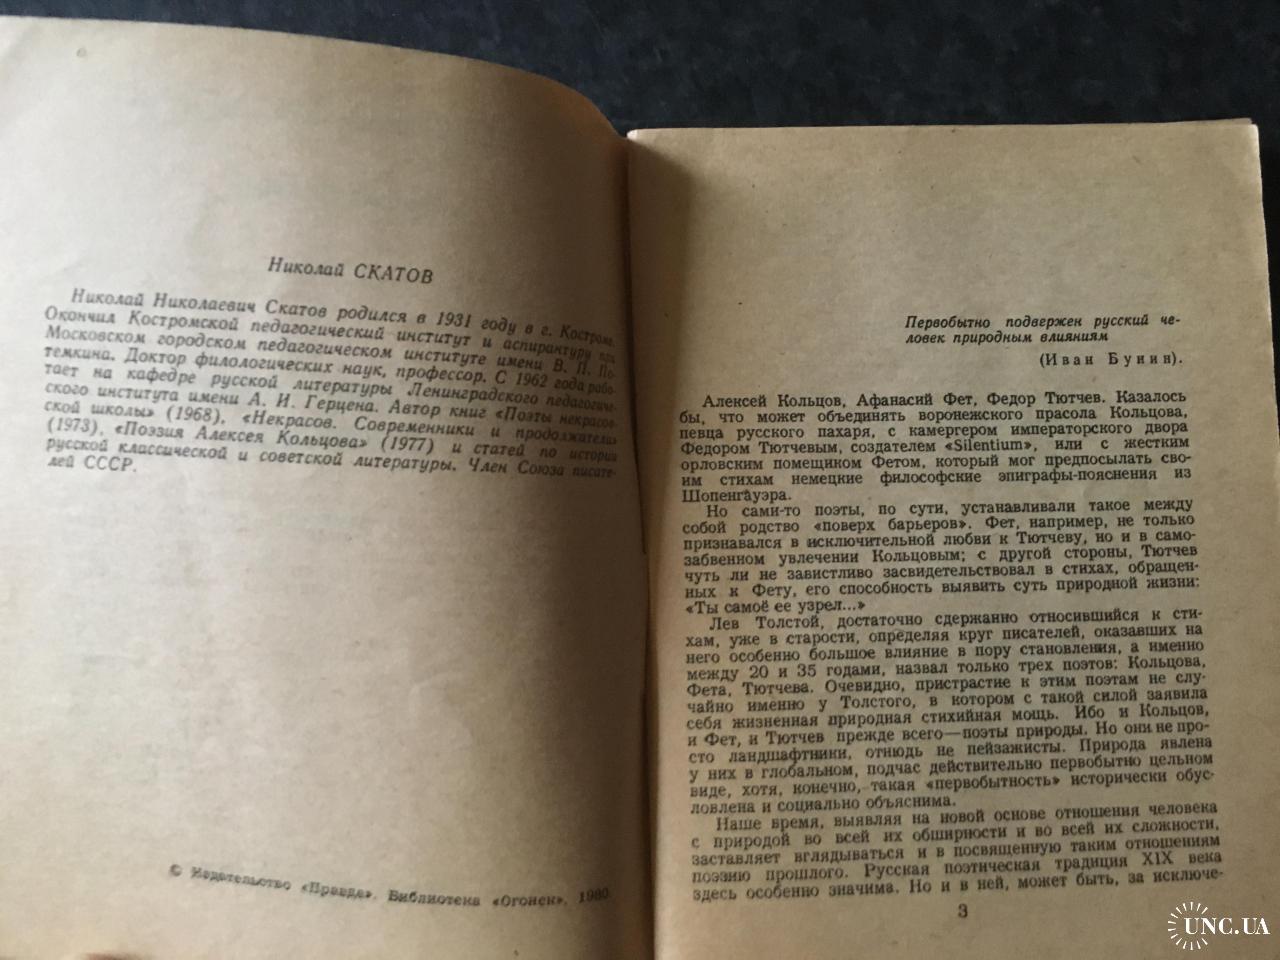 Николай СКАТОВ
Николай Николаевич Скатов родился в 1931 году в г. Костроме.
Окончил Костромской педагогический институт и аспирантуру при
Московском городском педагогическом институте имени В. П. По-
темкина. Доктор филологических наук, профессор. С 1962 года рабо-
тает на кафедре русской литературы Ленинградского педагогиче-
ского института имени А. И. Герцена. Автор книг «Поэты некрасов-
ской школы» (1968), «Некрасов. Современники и продолжатели»
(1973), «Поэзия Алексея Кольцова» (1977) и статей по истории
русской классической и советской литературы. Член Союза писате-
лей СССР.
© Издательство «Правда». Библиотека «Огонек», 1980.
Первобытно подвержен русский че-
ловек природным влияниям
(Иван Бунин).
Алексей Кольцов, Афанасий Фет, Федор Тютчев. Казалось
бы, что может объединять воронежского прасола Кольцова,
певца русского пахаря, с камергером императорского двора
Федором Тютчевым, создателем «Silentium», или с жестким
орловским помещиком Фетом, который мог предпосылать сво-
им стихам немецкие философские эпиграфы-пояснения из
Шопенгауэра.
Но сами-то поэты, по сути, устанавливали такое между
собой родство «поверх барьеров». Фет, например, не только
признавался в исключительной любви к Тютчеву, но и в само-
забвенном увлечении Кольцовым; с другой стороны, Тютчев
чуть ли не завистливо засвидетельствовал в стихах, обращен-
ных к Фету, его способность выявить суть природной жизни:
«Ты самоё ее узрел...»
Лев Толстой, достаточно сдержанно относившийся к сти-
хам, уже в старости, определяя круг писателей, оказавших на
него особенно большое влияние в пору становления, а именно
между 20 и 35 годами, назвал только трех поэтов: Кольцова,
Фета, Тютчева. Очевидно, пристрастие к этим поэтам не слу-
чайно именно у Толстого, в котором с такой силой заявила
себя жизненная природная стихийная мощь. Ибо и Кольцов,
и Фет, и Тютчев прежде всего—поэты природы. Но они не про-
сто ландшафтники, отнюдь не пейзажисты. Природа явлена
у них в глобальном, подчас действительно первобытно цельном
виде, хотя, конечно, такая «первобытность» исторически обус-
ловлена и социально объяснима.
Наше время, выявляя на новой основе отношения человека
с природой во всей их обширности и во всей их сложности,
заставляет вглядываться и в посвященную таким отношениям
поэзию прошлого. Русская поэтическая традиция XIX века
здесь особенно значима. Но и в ней, может быть, за исключе-
3
UNC.UA